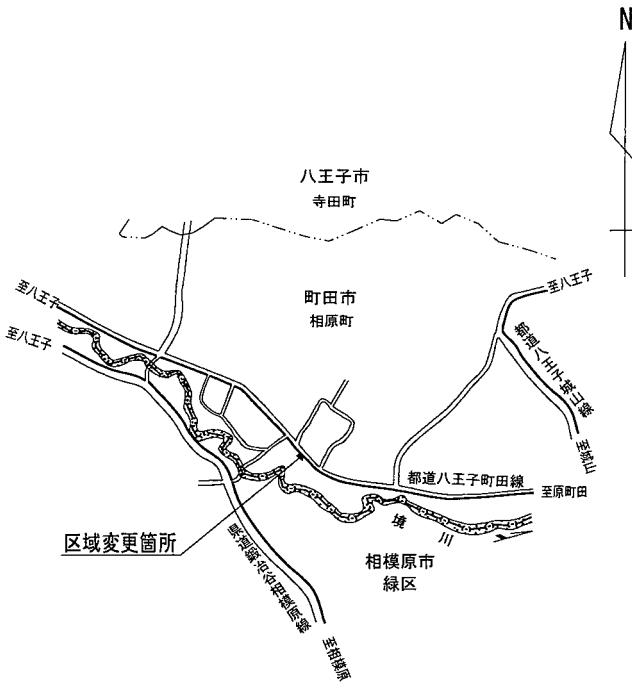 N
八王子市
寺田町
町田市
相原町
至八王子
至八王子
至八王子
都道八王子城山線
至城山
都道八王子町田線
至原町田
境川
区域変更箇所
相模原市
緑区
県道鍛冶谷相模原線
至相模原